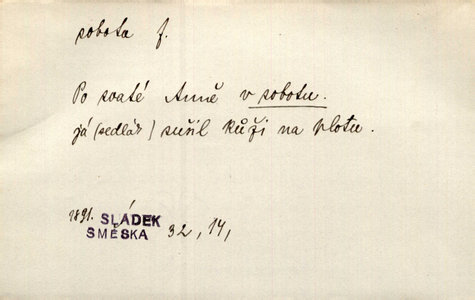 sobota f.
Po svaté Anně v sobotu.
já (sedlák) sušil kůži na plotu.
1891. SLÁDEK
SMĚSKA 32, 14,